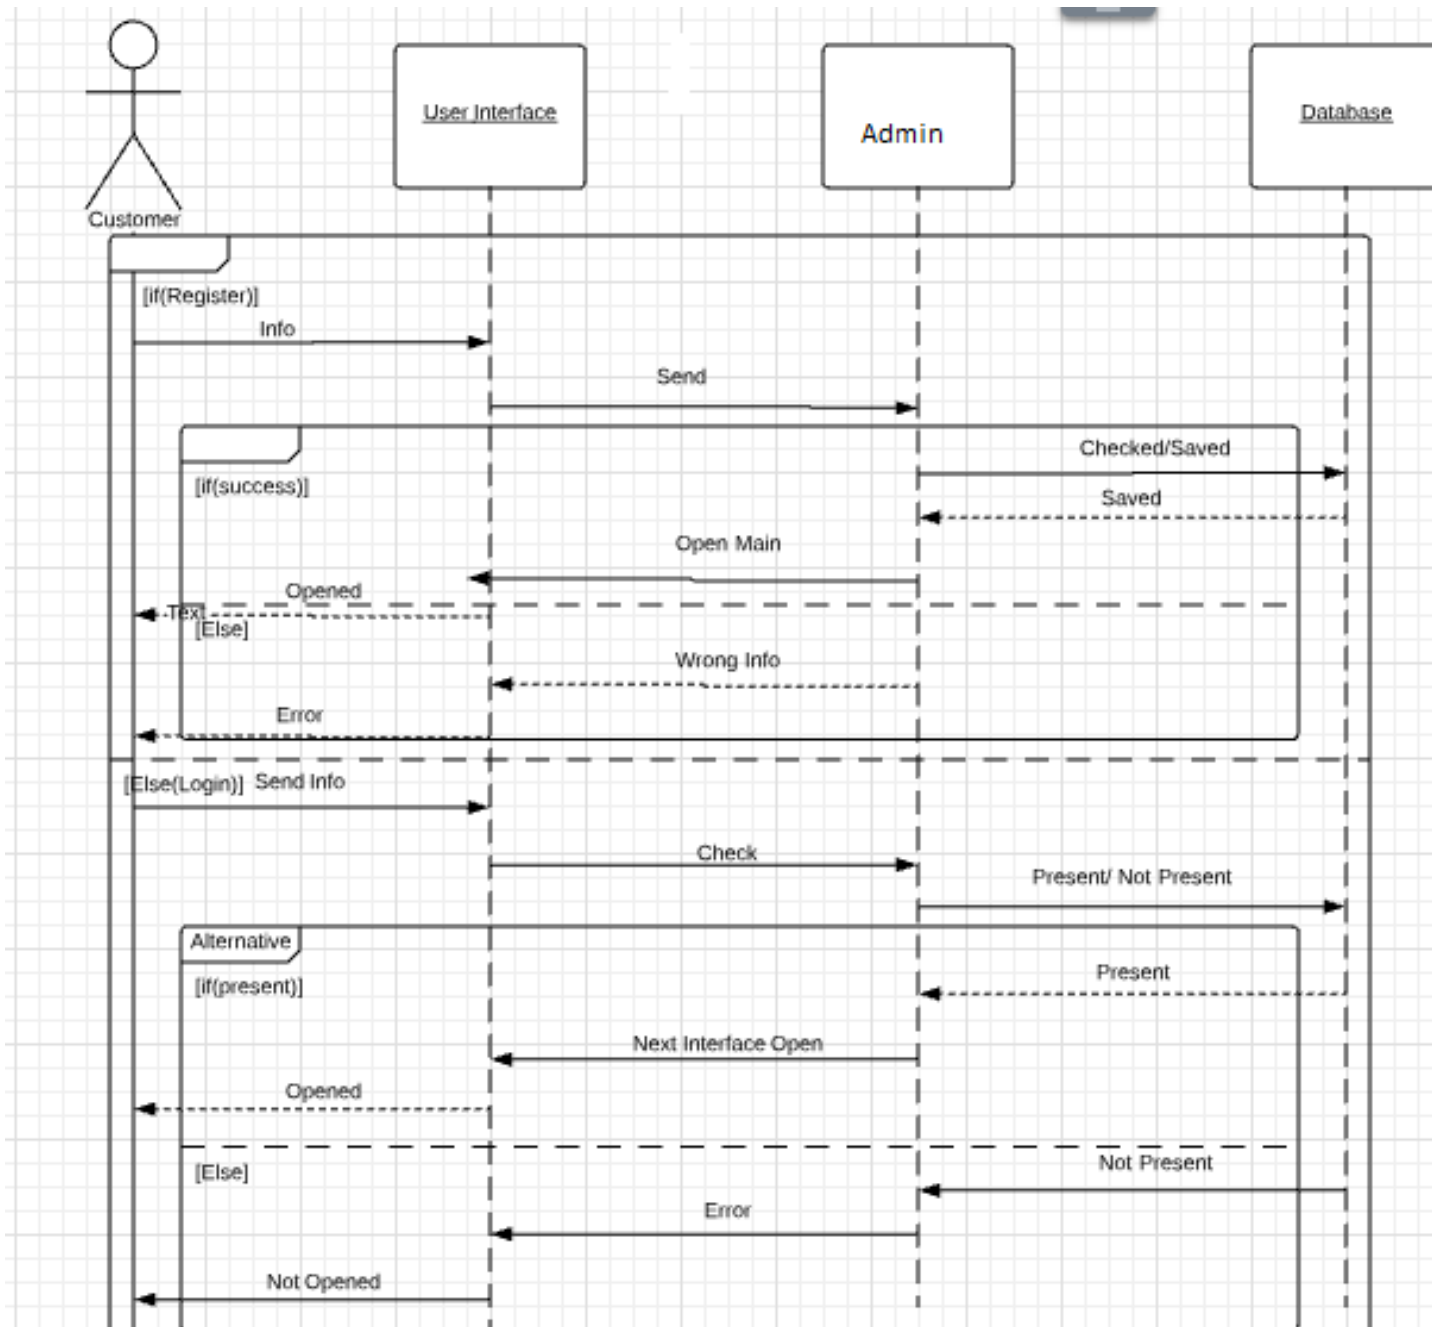 User Interface
Admin
Database
Customer
[if(Register)]
Info
Send
Checked/Saved
[if(success)]
Saved
Open Main
Opened
Text
[Else]
Wrong Info
Error
[Else(Login)]
Send Info
Check
Present/ Not Present
Alternative
Present
[if(present)]
Next Interface Open
Opened
Not Present
[Else]
Error
Not Opened